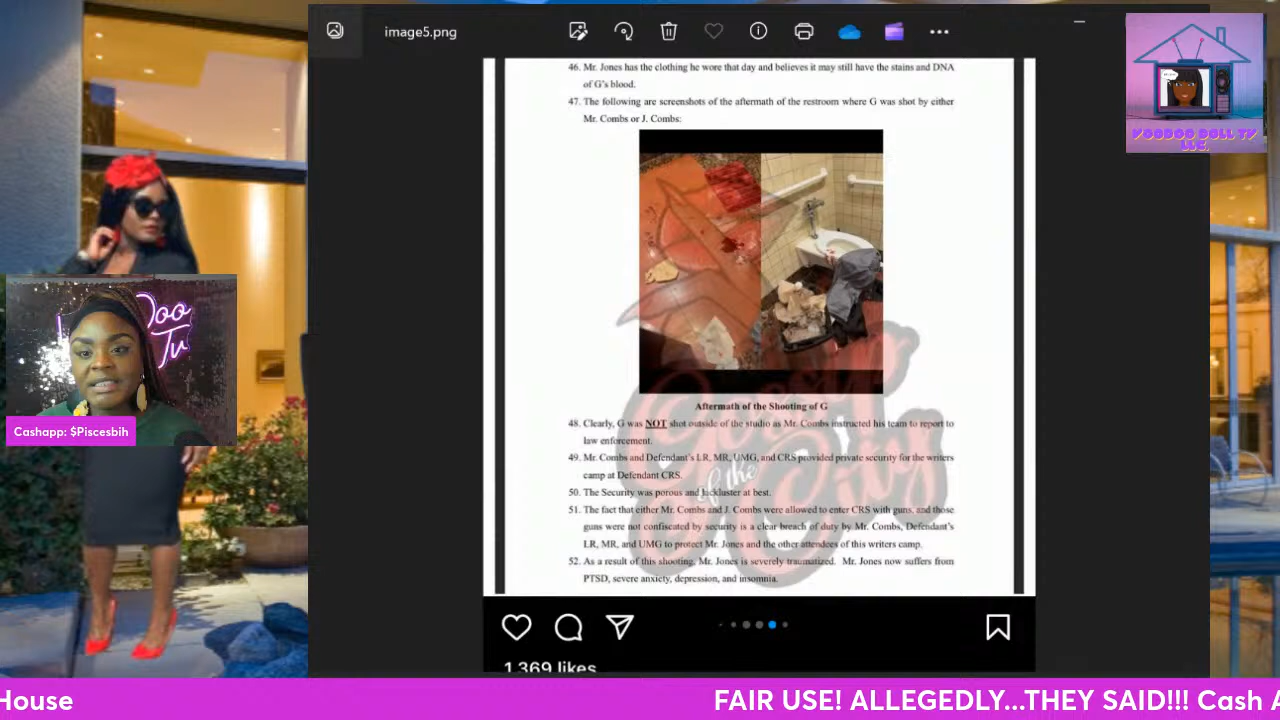 image5.png
46. Mr. Jones has the clothing he wore that day and believes it may still have the stains and DNA
of G's blood.
47. The following are screenshots of the aftermath of the restroom where G was shot by either
Mr. Combs or J. Combs:
Aftermath of the Shooting of G
48. Clearly, G was NOT shot outside of the studio as Mr. Combs instructed his team to report to
law enforcement.
49. Mr. Combs and Defendant's LR, MR, UMG, and CRS provided private security for the writers
camp at Defendant CRS.
50. The Security was porous and lackluster at best.
51. The fact that either Mr. Combs and J. Combs were allowed to enter CRS with guns, and those
guns were not confiscated by security is a clear breach of duty by Mr. Combs, Defendant's
LR, MR, and UMG to protect Mr. Jones and the other attendees of this writers camp.
52. As a result of this shooting, Mr. Jones is severely traumatized. Mr. Jones now suffers from
PTSD, severe anxiety, depression, and insomnia.
of the
1,369 likes
VOODOO DOLL TV
LLC.
Doo
Tv
Cashapp: $Piscesbih
House
FAIR USE! ALLEGEDLY...THEY SAID!!! Cash A